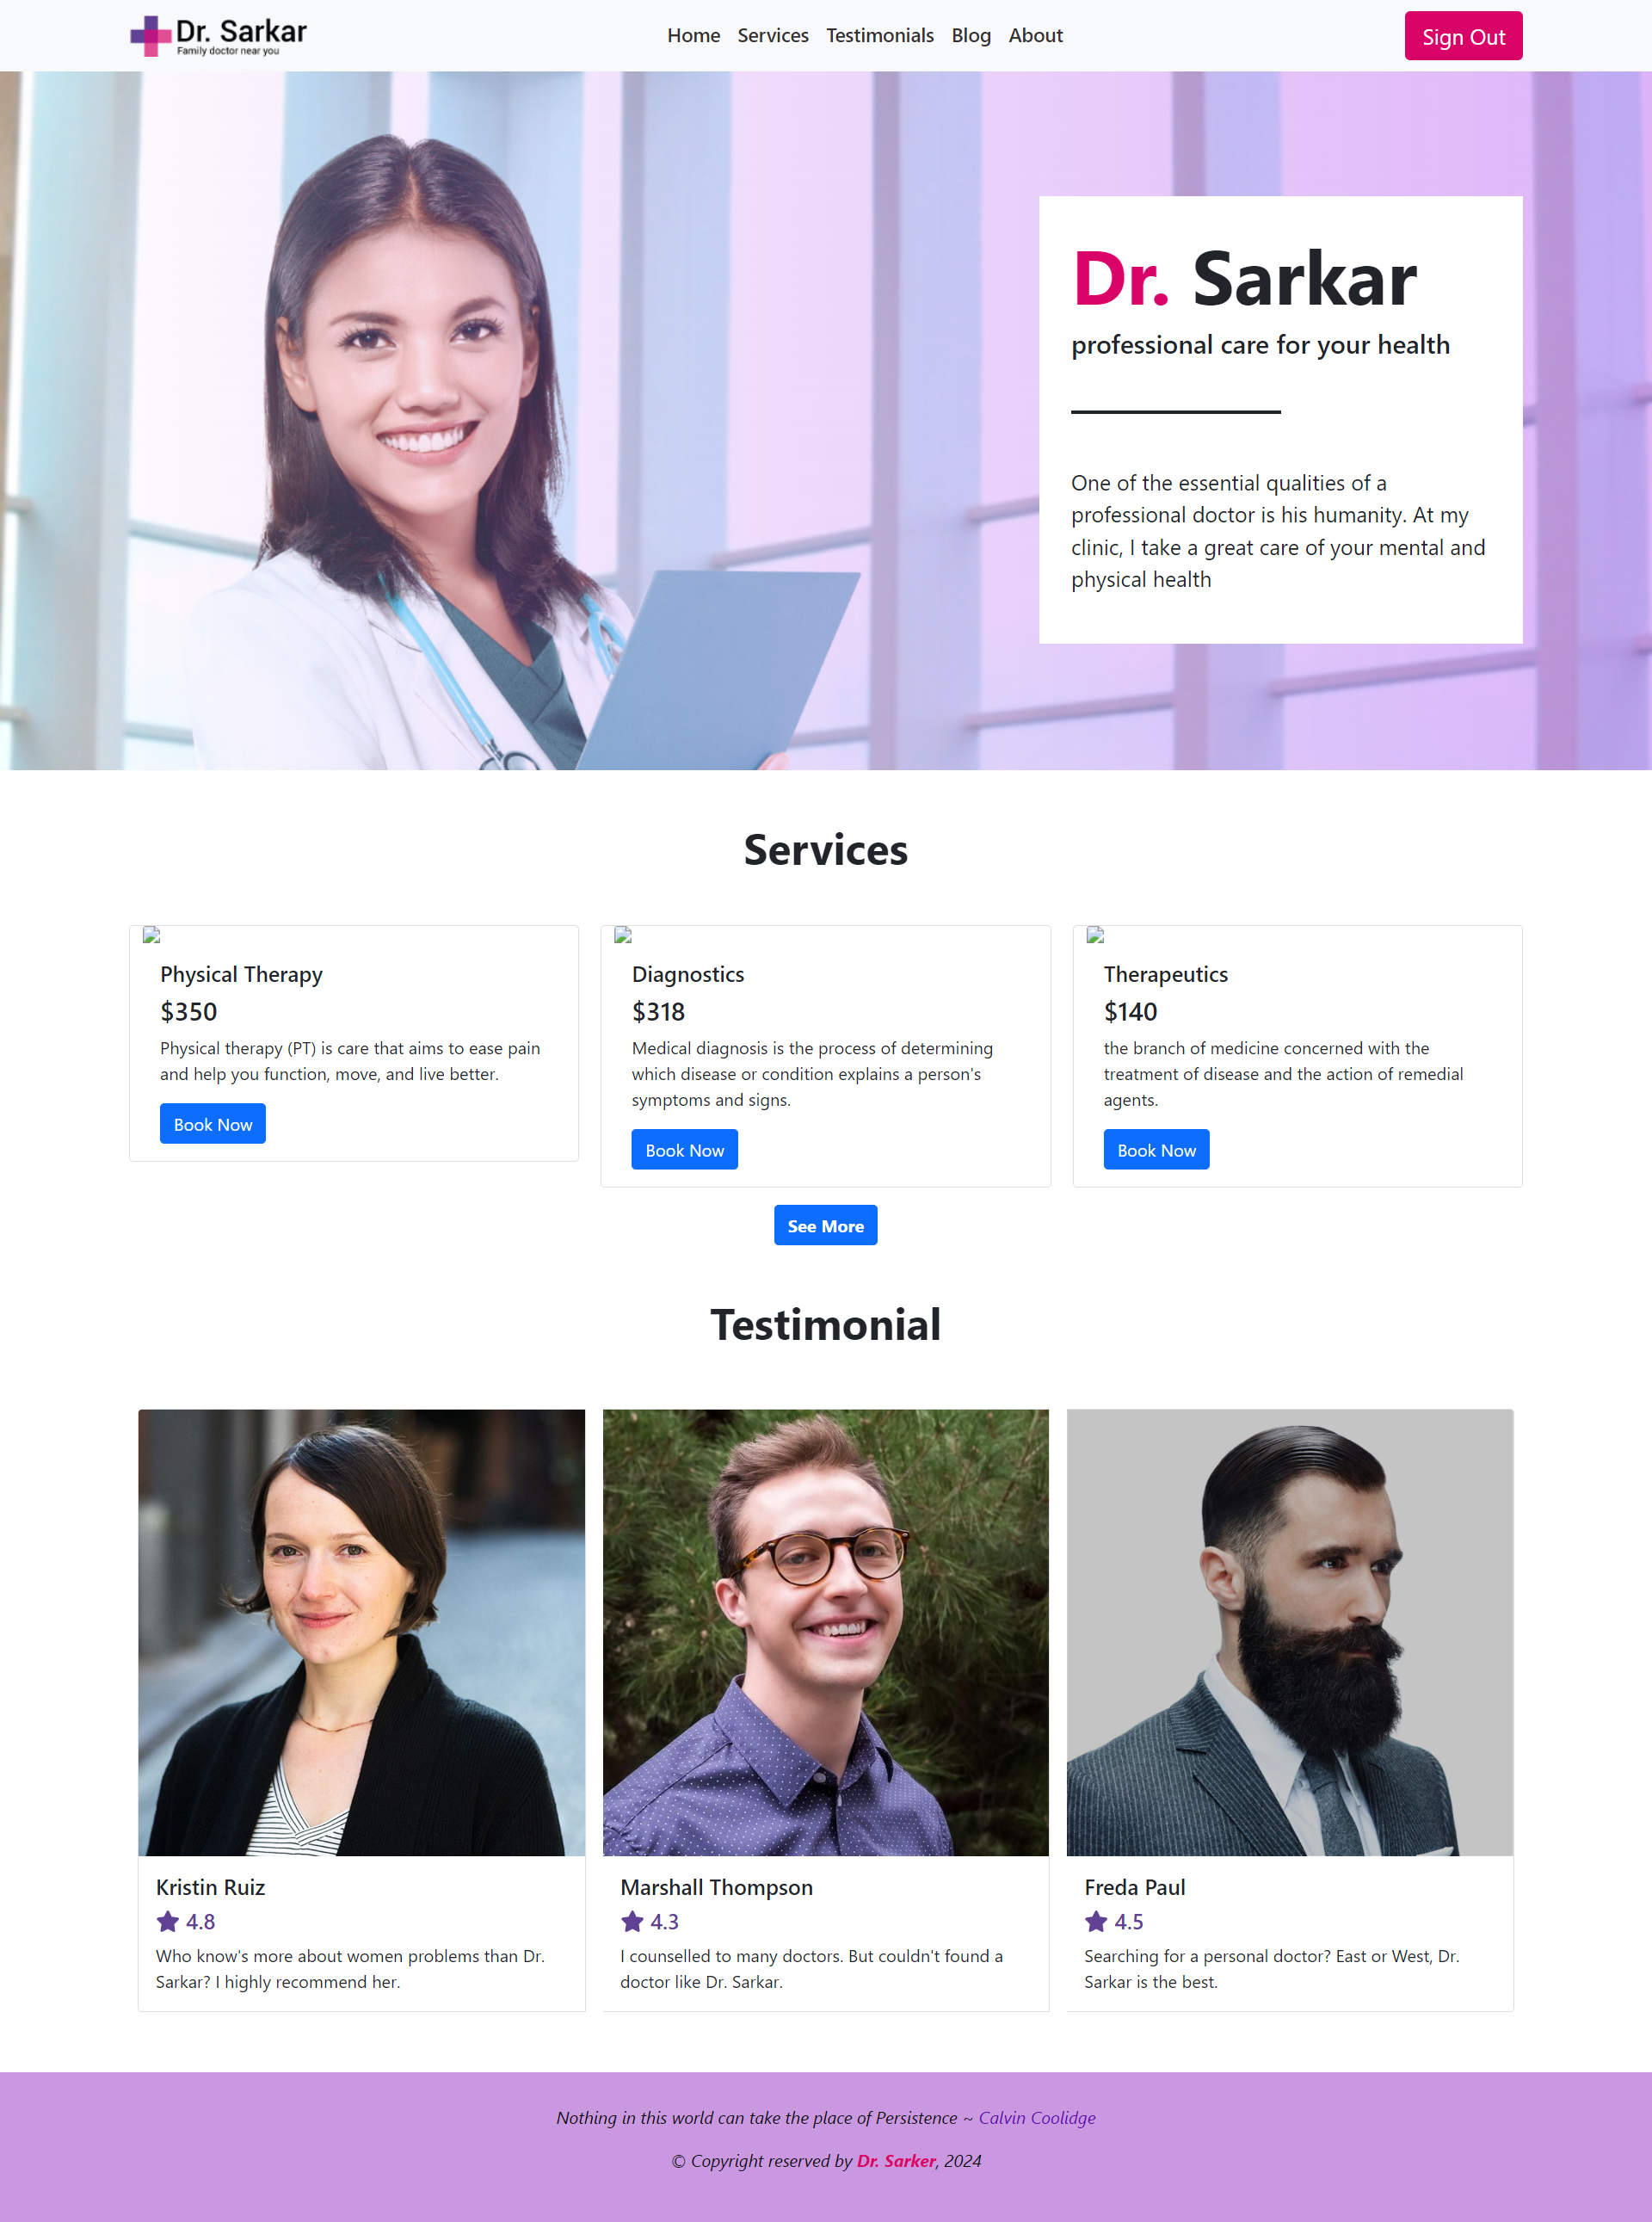 Dr. Sarkar
Family doctor near you
Home Services Testimonials Blog About
Sign Out
Dr. Sarkar
professional care for your health
One of the essential qualities of a
professional doctor is his humanity. At my
clinic, I take a great care of your mental and
physical health
Services
Physical Therapy
$350
Physical therapy (PT) is care that aims to ease pain
and help you function, move, and live better.
Book Now
Diagnostics
$318
Medical diagnosis is the process of determining
which disease or condition explains a person's
symptoms and signs.
Book Now
Therapeutics
$140
the branch of medicine concerned with the
treatment of disease and the action of remedial
agents.
Book Now
See More
Testimonial
Kristin Ruiz
4.8
Who know's more about women problems than Dr.
Sarkar? I highly recommend her.
Marshall Thompson
4.3
I counselled to many doctors. But couldn't found a
doctor like Dr. Sarkar.
Freda Paul
4.5
Searching for a personal doctor? East or West, Dr.
Sarkar is the best.
Nothing in this world can take the place of Persistence ~ Calvin Coolidge
© Copyright reserved by Dr. Sarker, 2024